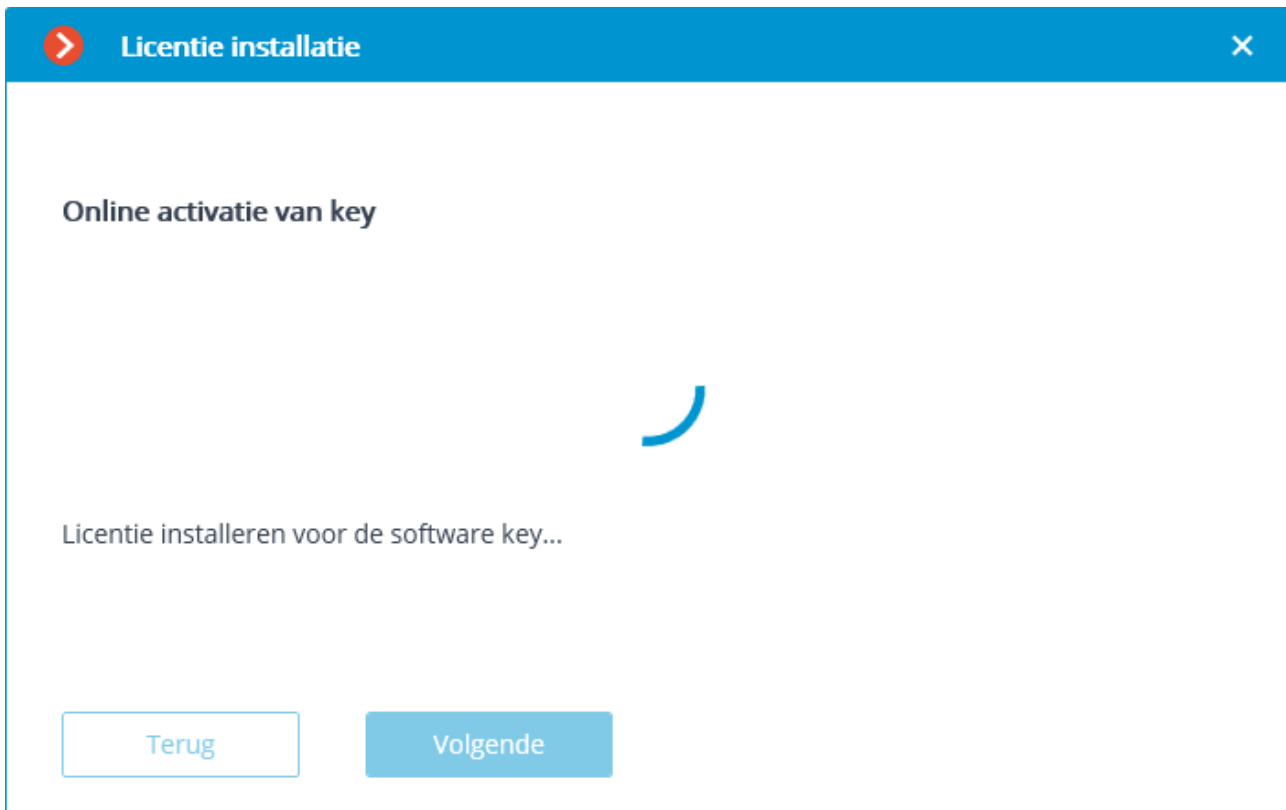 Licentie installatie
Online activatie van key
Licentie installeren voor de software key...
Terug
Volgende